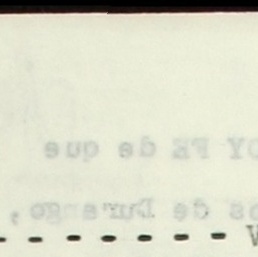 OY FE de que
os de Durango,
- - - - - - - V